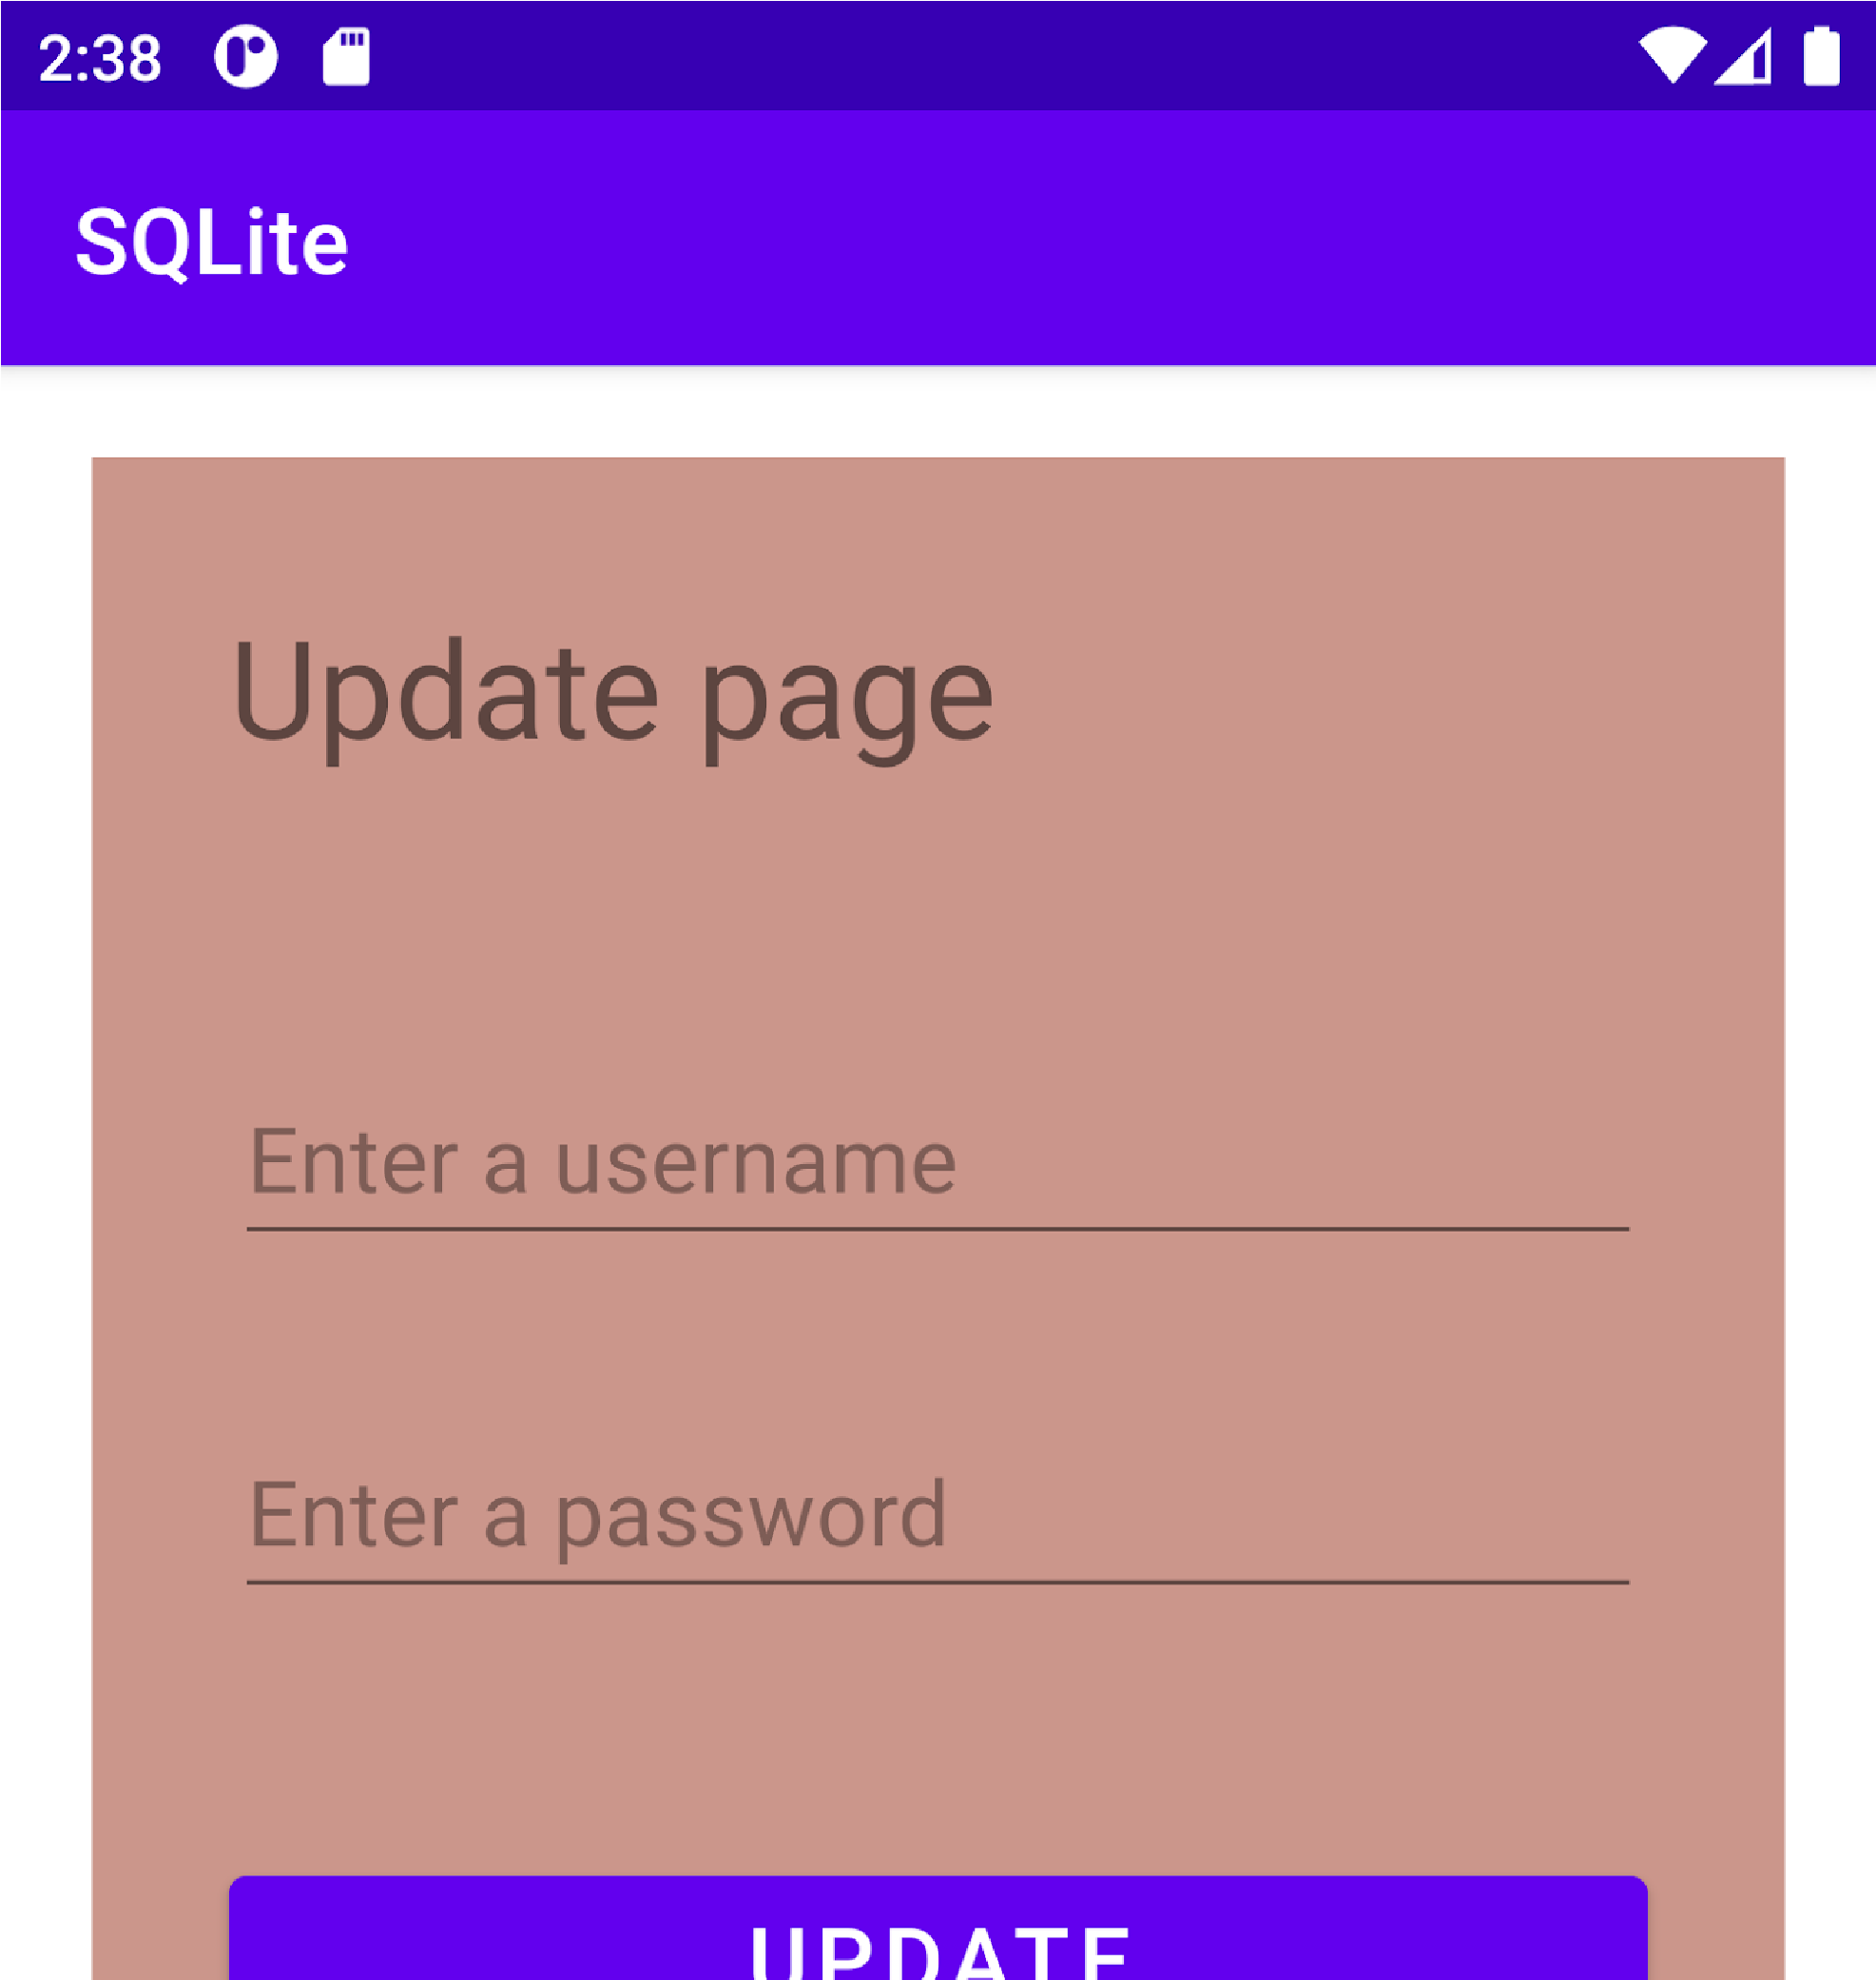 2:38
SQLite
Update page
Enter a username
Enter a password
UPDATE